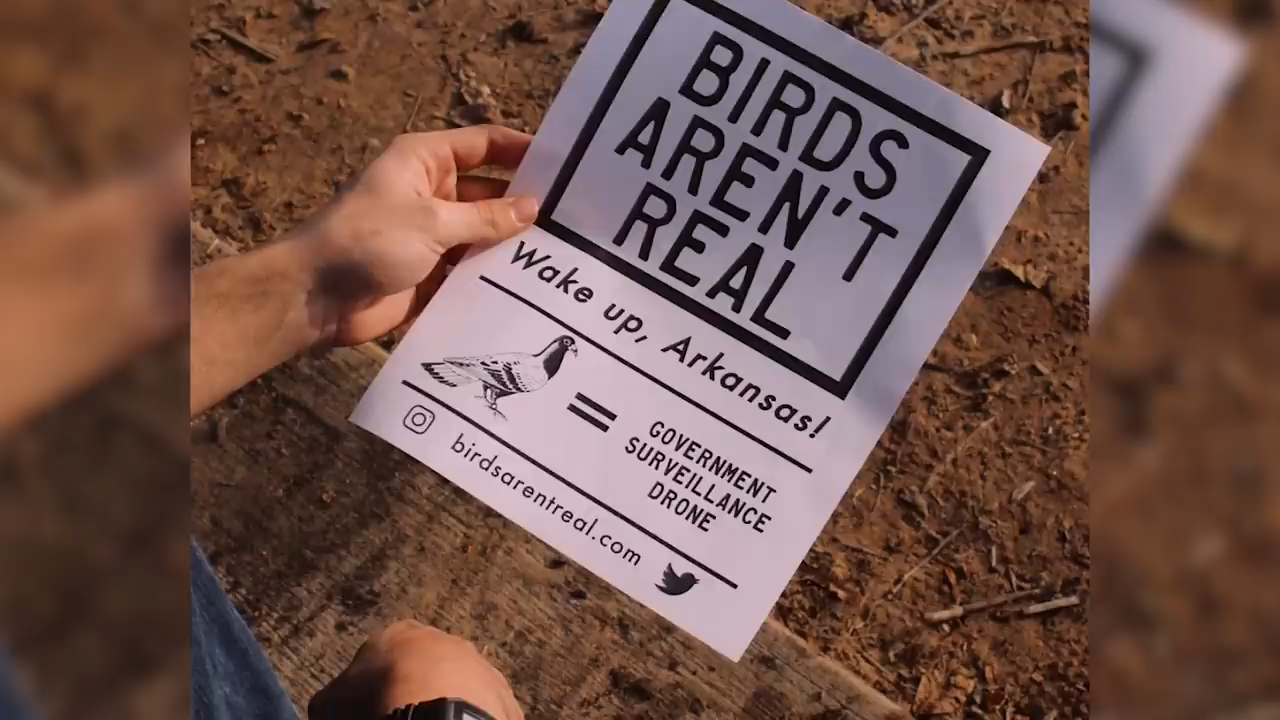 BIRDS
AREN'T
REAL
Wake up, Arkansas!
=
GOVERNMENT
SURVEILLANCE
DRONE
birdsarentreal.com